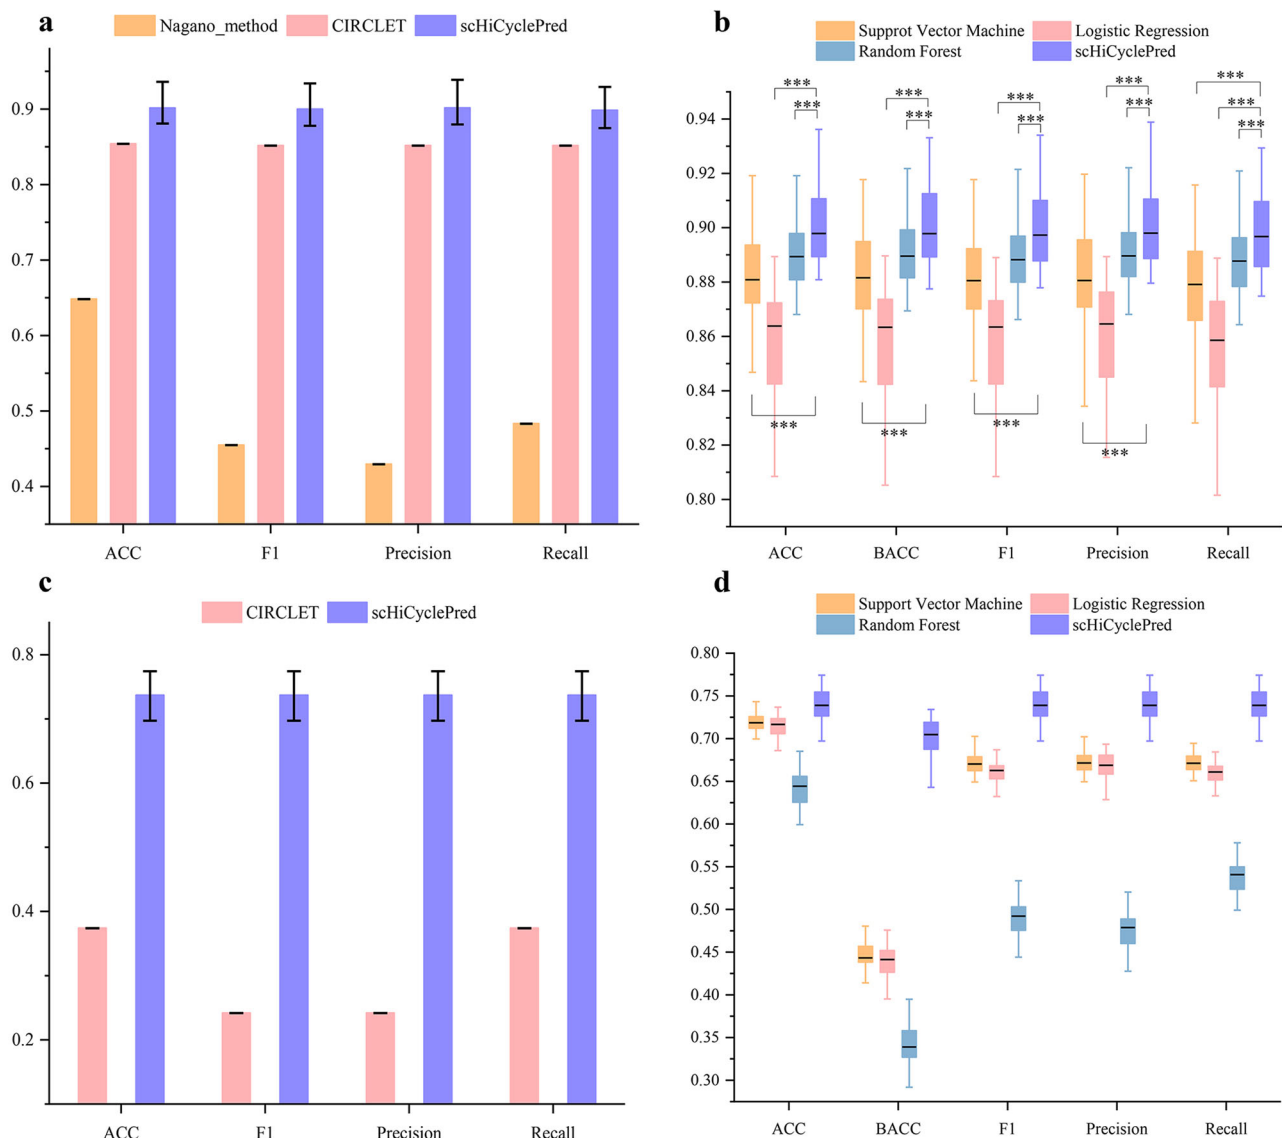 a
Nagano_method CIRCLET scHiCyclePred
0.9
0.8
0.7
0.6
0.5
0.4
ACC F1 Precision Recall
b
Supprot Vector Machine Logistic Regression
Random Forest scHiCyclePred
*** *** *** *** ***
*** *** *** *** ***
***
0.94
0.92
0.90
0.88
0.86
0.84
0.82
0.80
*** *** *** ***
ACC BACC F1 Precision Recall
c
CIRCLET scHiCyclePred
0.8
0.6
0.4
0.2
ACC F1 Precision Recall
d
Support Vector Machine Logistic Regression
Random Forest scHiCyclePred
0.80
0.75
0.70
0.65
0.60
0.55
0.50
0.45
0.40
0.35
0.30
ACC BACC F1 Precision Recall